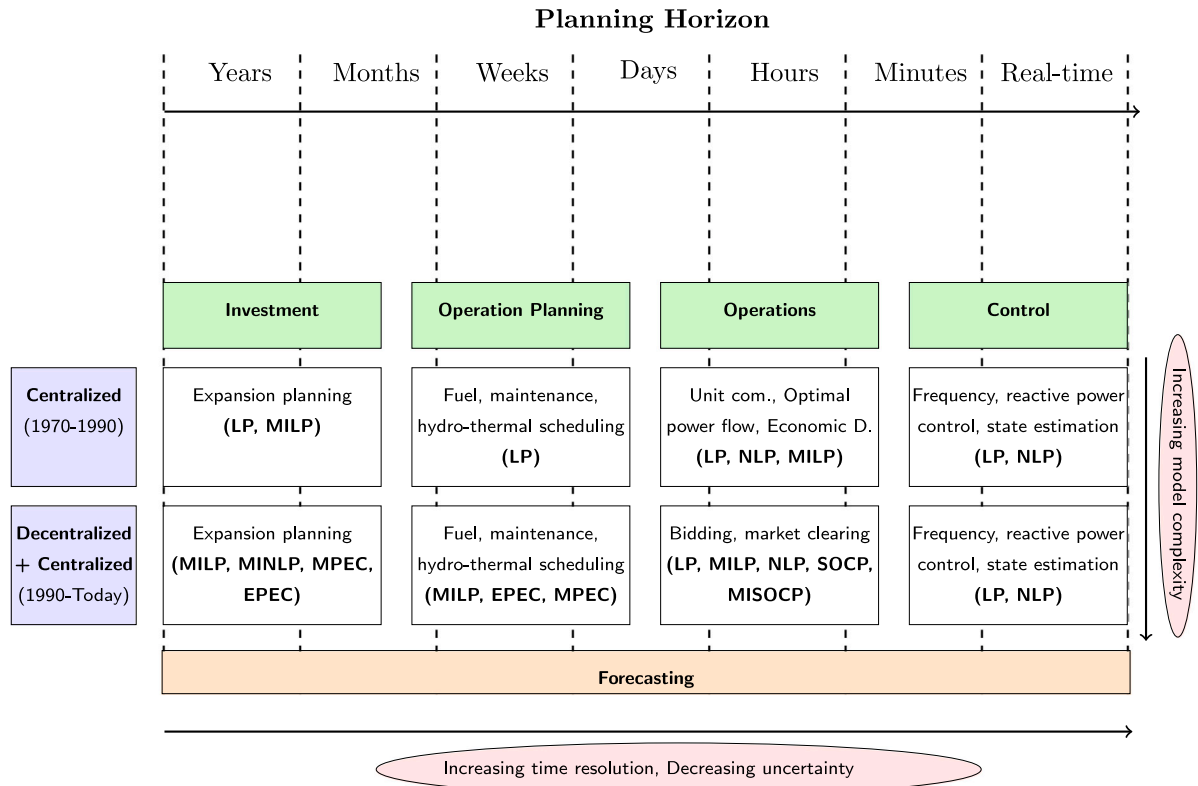 Planning Horizon
Years Months Weeks Days Hours Minutes Real-time
Investment
Operation Planning
Operations
Control
Centralized
(1970-1990)
Expansion planning
(LP, MILP)
Fuel, maintenance,
hydro-thermal scheduling
(LP)
Unit com., Optimal
power flow, Economic D.
(LP, NLP, MILP)
Frequency, reactive power
control, state estimation
(LP, NLP)
Decentralized
+ Centralized
(1990-Today)
Expansion planning
(MILP, MINLP, MPEC,
EPEC)
Fuel, maintenance,
hydro-thermal scheduling
(MILP, EPEC, MPEC)
Bidding, market clearing
(LP, MILP, NLP, SOCP,
MISOCP)
Frequency, reactive power
control, state estimation
(LP, NLP)
Increasing model complexity
Forecasting
Increasing time resolution, Decreasing uncertainty